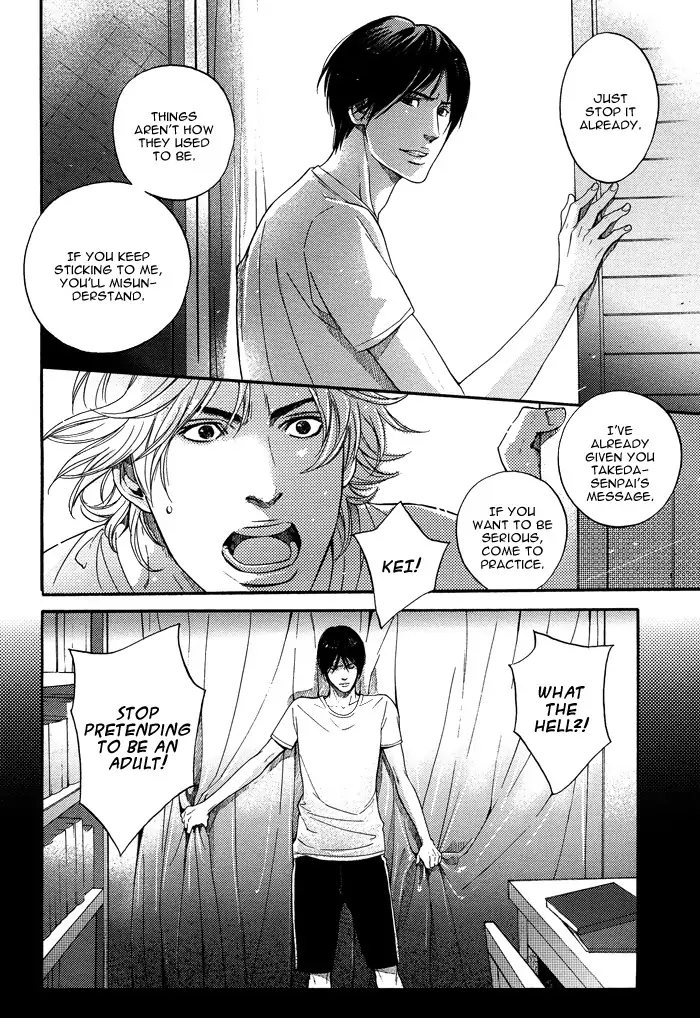 JUST
STOP IT
ALREADY.
THINGS
AREN'T HOW
THEY USED
TO BE.
IF YOU KEEP
STICKING TO ME,
YOU'LL MISUN-
DERSTAND.
I'VE
ALREADY
GIVEN YOU
TAKEDA-
SENPAI'S
MESSAGE.
IF YOU
WANT TO BE
SERIOUS,
COME TO
PRACTICE.
KEI!
WHAT
THE
HELL?!
STOP
PRETENDING
TO BE AN
ADULT!